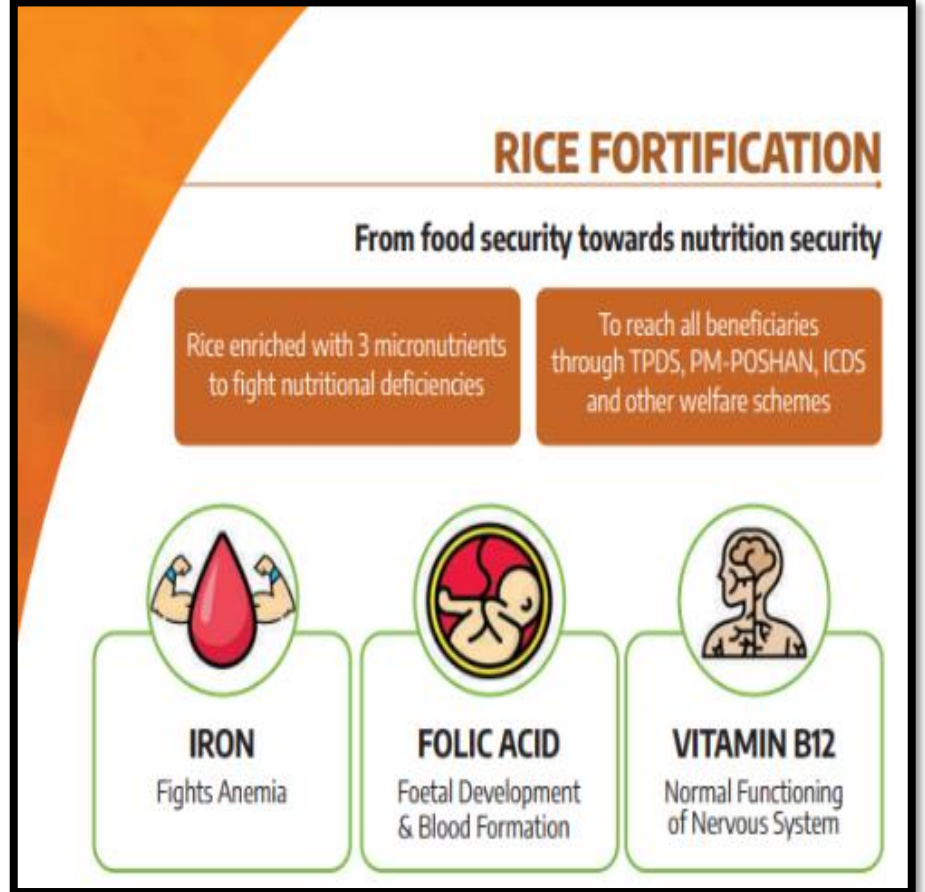 RICE FORTIFICATION
From food security towards nutrition security
Rice enriched with 3 micronutrients
to fight nutritional deficiencies
To reach all beneficiaries
through TPDS, PM-POSHAN, ICDS
and other welfare schemes
IRON
Fights Anemia
FOLIC ACID
Foetal Development
& Blood Formation
VITAMIN B12
Normal Functioning
of Nervous System